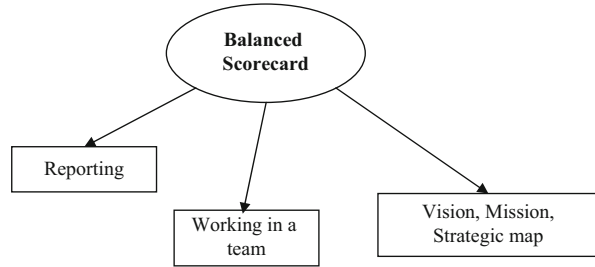 Balanced
Scorecard
Reporting
Working in a
team
Vision, Mission,
Strategic map